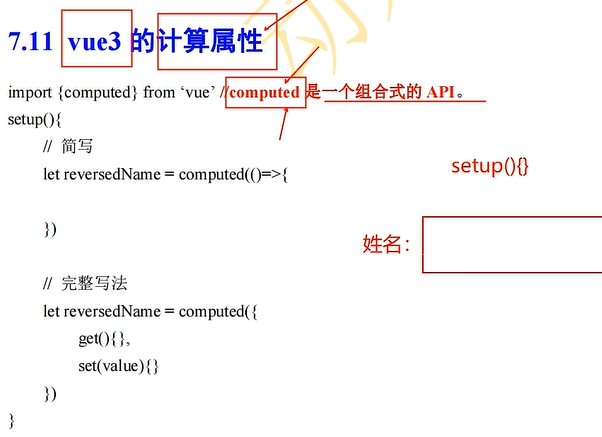 7.11 vue3 的计算属性
import {computed} from ‘vue’ //computed 是一个组合式的 API。
setup(){
// 简写
let reversedName = computed(()=>{
setup(){}
})
姓名：
// 完整写法
let reversedName = computed({
get(){},
set(value){}
})
}